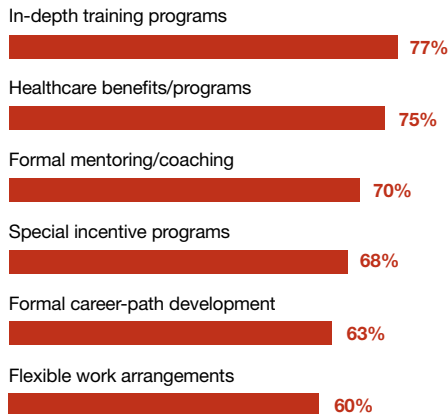 In-depth training programs
77%
Healthcare benefits/programs
75%
Formal mentoring/coaching
70%
Special incentive programs
68%
Formal career-path development
63%
Flexible work arrangements
60%